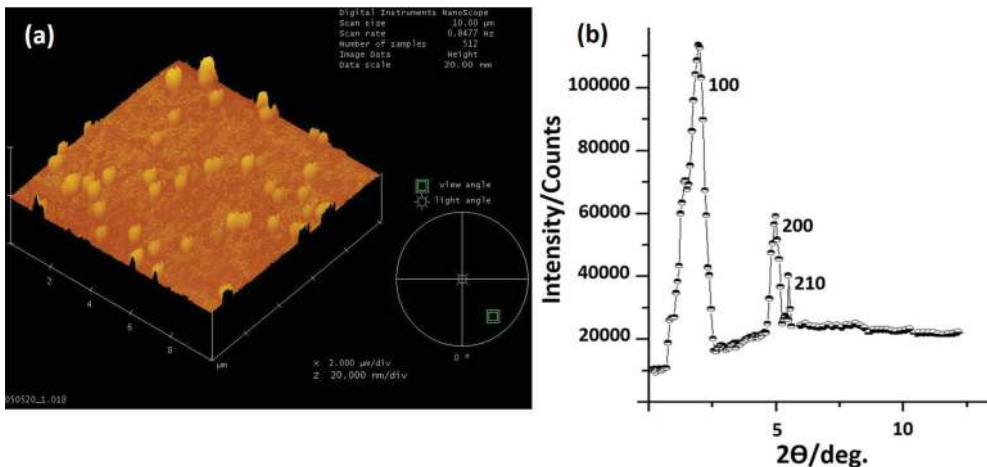 (a)
Digital Instruments NanoScope
Scan size 10.00 µm
Scan rate 0.8477 Hz
Number of samples 512
Image Data Height
Data scale 20.00 nm
view angle
light angle
2
4
6
8
µm
X 2.000 µm/div
Z 20.000 nm/div
0 °
050520_1.018
(b)
Intensity/Counts
100000
80000
60000
40000
20000
100
200
210
5
10
2Θ/deg.